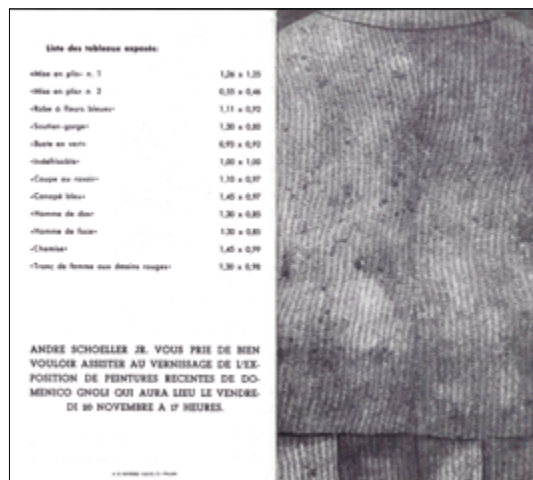 Liste des tableaux exposés:
«Mise en plis» n. 1 1,26 x 1,25
«Mise en plis» n 2 0,55 x 0,46
«Robe à fleurs bleues» 1,11 x 0,92
«Soutien-gorge» 1,30 x 0,80
«Buste en vert» 0,92 x 0,92
«Indéfrisable» 1,00 x 1,00
«Coupe au rasoir» 1,10 x 0,97
«Canapé bleu» 1,45 x 0,97
«Homme de dos» 1,30 x 0,85
«Homme de face» 1,30 x 0,85
«Chemise» 1,45 x 0,99
«Tronc de femme aux dessins rouges» 1,30 x 0,98
ANDRE SCHOELLER JR. VOUS PRIE DE BIEN
VOULOIR ASSISTER AU VERNISSAGE DE L'EX-
POSITION DE PEINTURES RECENTES DE DO-
MENICO GNOLI QUI AURA LIEU LE VENDRE-
DI 20 NOVEMBRE A 17 HEURES.